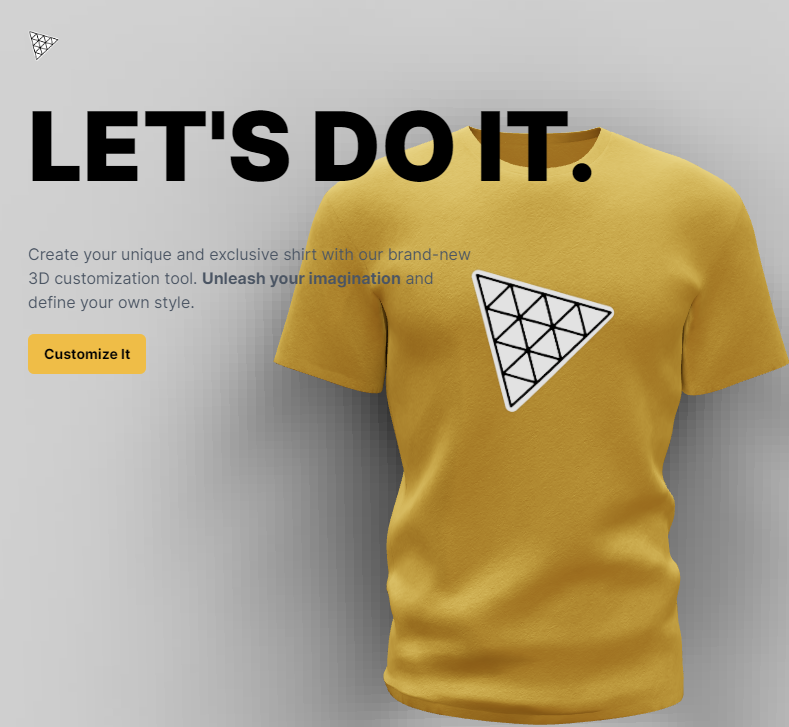 LET'S DO IT.
Create your unique and exclusive shirt with our brand-new
3D customization tool. Unleash your imagination and
define your own style.
Customize It